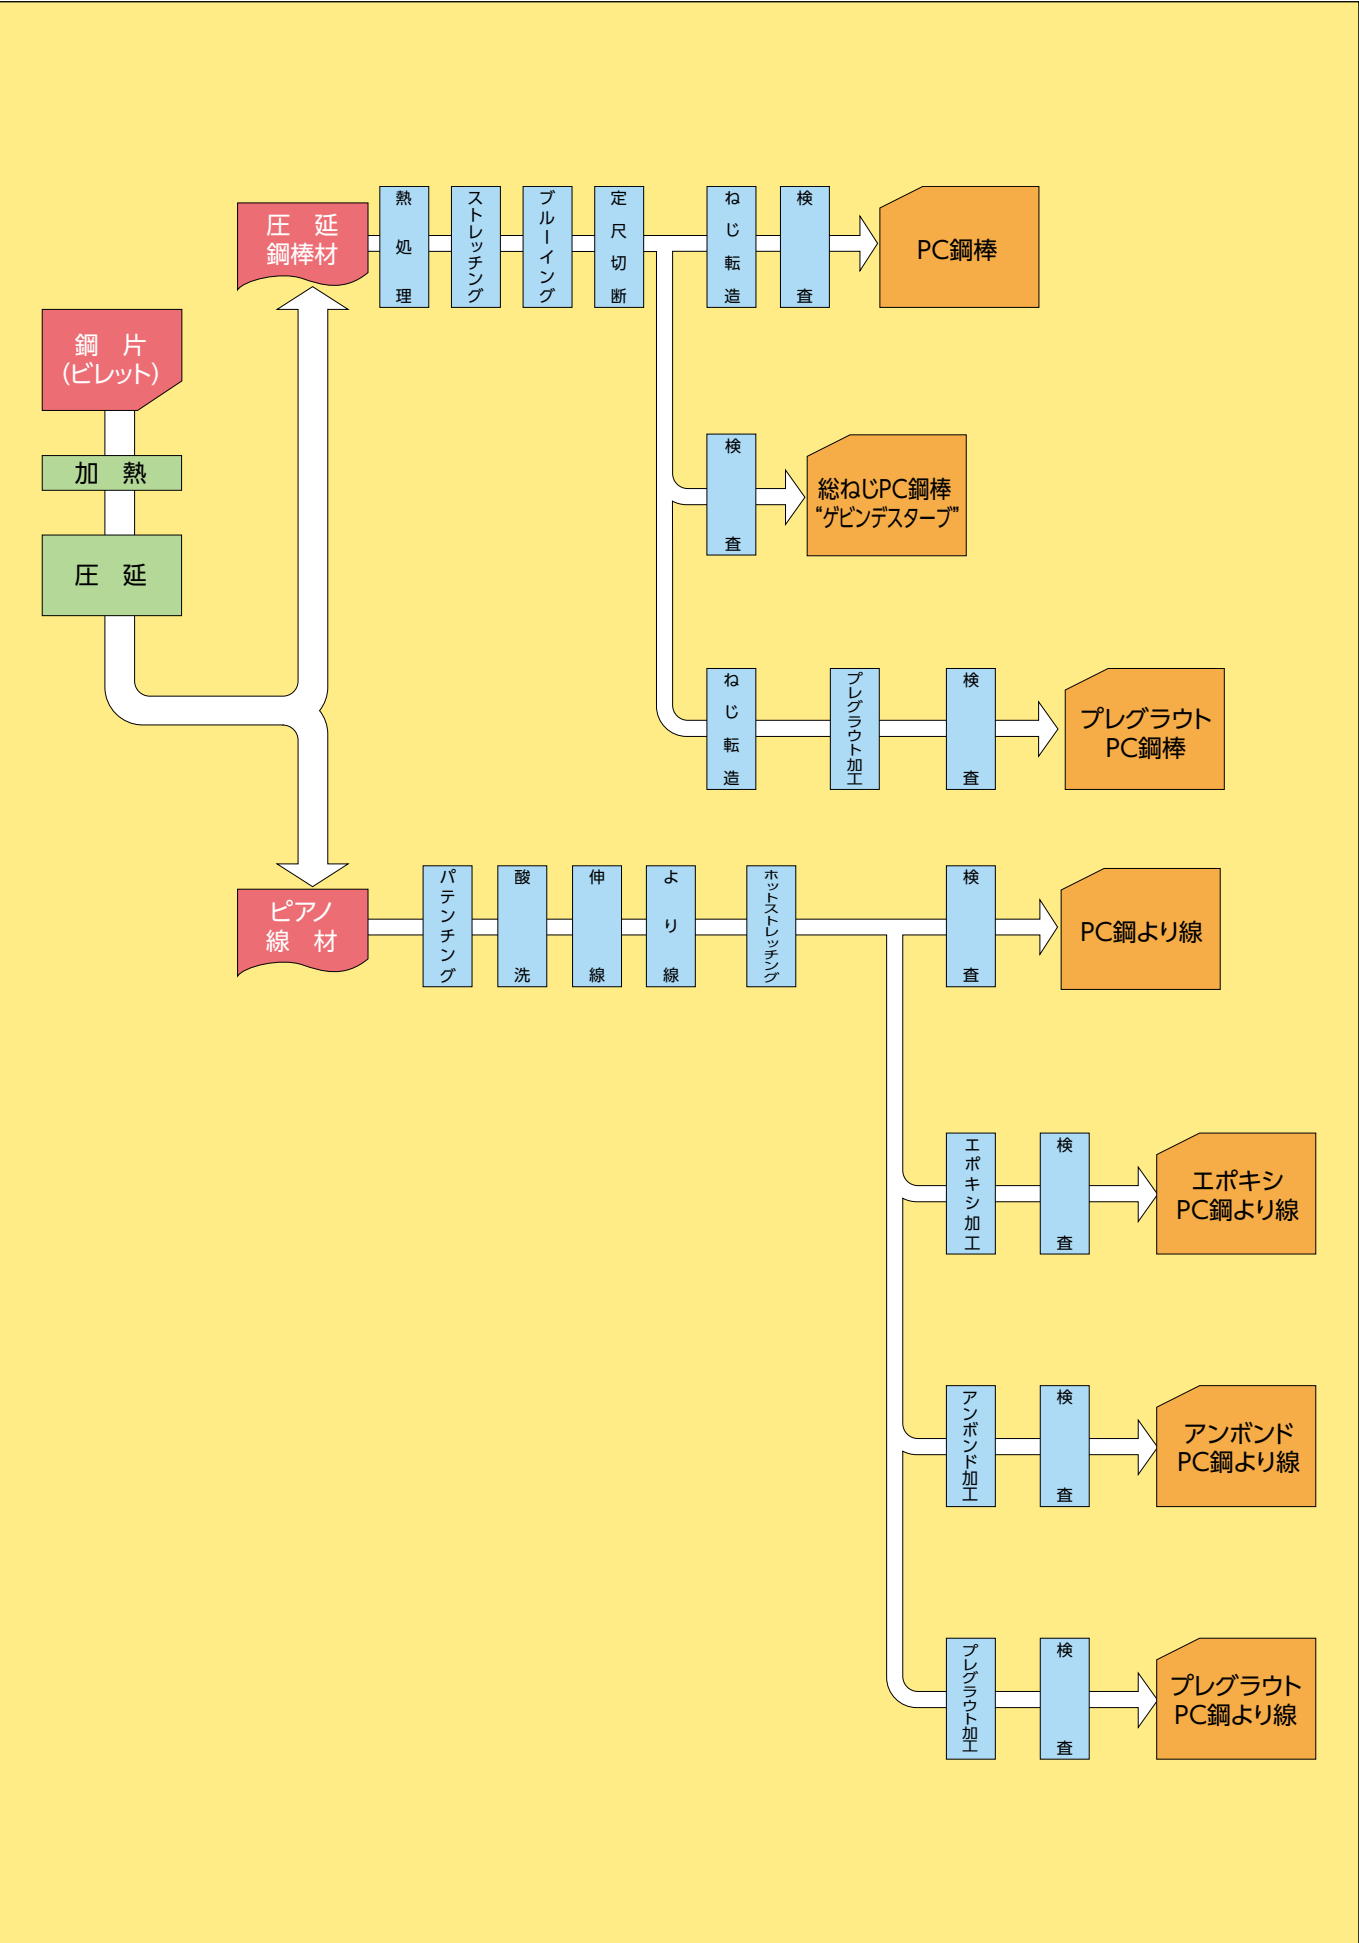 鋼　片
（ビレット）
加　熱
圧　延
圧　延
鋼棒材
熱処理
ストレッチング
ブルーイング
定尺切断
ねじ転造
検査
PC鋼棒
検査
総ねじPC鋼棒
“ゲビンデスターブ”
ねじ転造
プレグラウト加工
検査
プレグラウト
PC鋼棒
ピアノ
線　材
パテンチング
酸洗
伸線
より線
ホットストレッチング
検査
PC鋼より線
エポキシ加工
検査
エポキシ
PC鋼より線
アンボンド加工
検査
アンボンド
PC鋼より線
プレグラウト加工
検査
プレグラウト
PC鋼より線